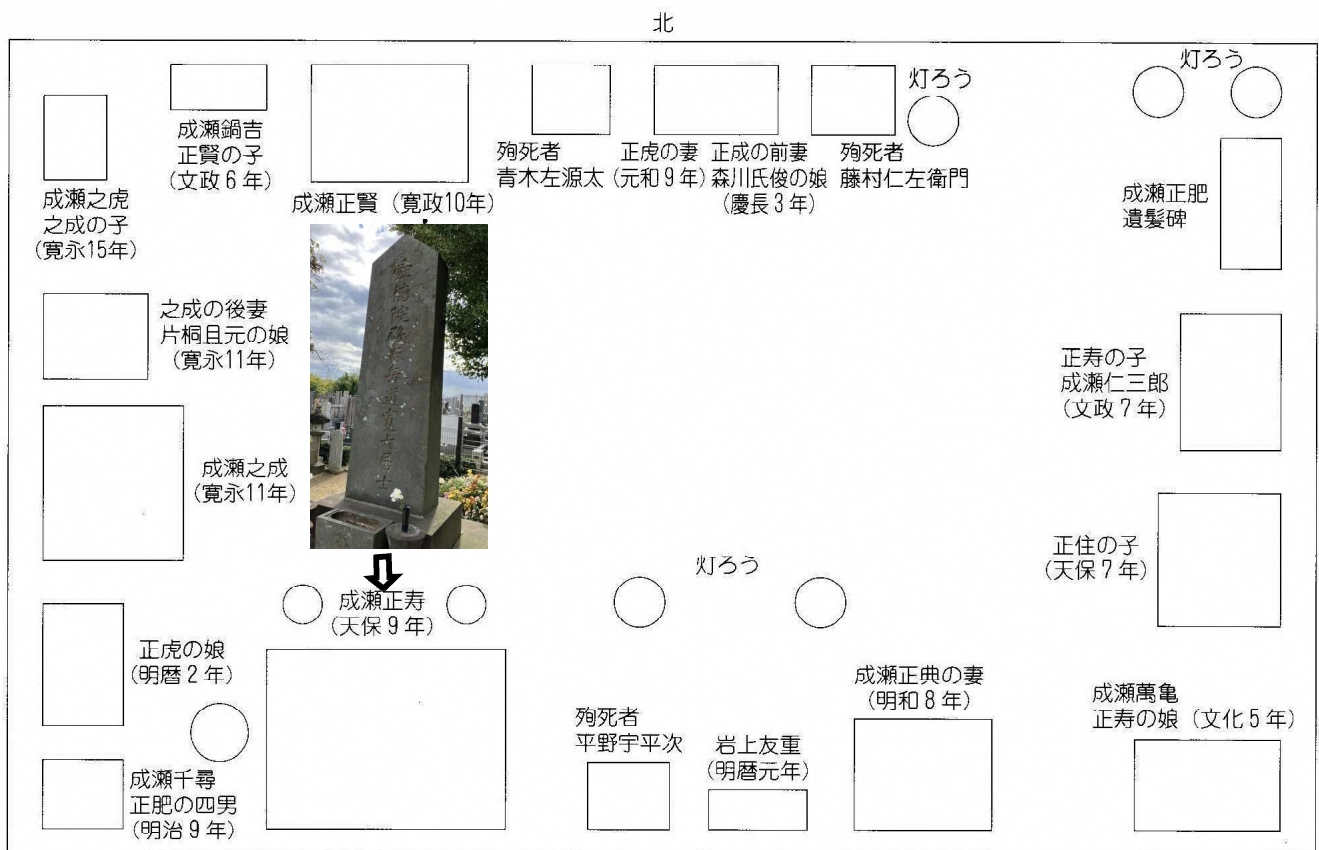 北
灯ろう
灯ろう
成瀬鍋吉
正賢の子
(文政6年)
殉死者
青木左源太
正虎の妻
(元和9年)
正成の前妻
森川氏俊の娘
(慶長3年)
殉死者
藤村仁左衛門
成瀬之虎
之成の子
(寛永15年)
成瀬正賢(寛政10年)
成瀬正肥
遺髪碑
之成の後妻
片桐且元の娘
(寛永11年)
正寿の子
成瀬仁三郎
(文政7年)
成瀬之成
(寛永11年)
大居士
正住の子
(天保7年)
灯ろう
成瀬正寿
(天保9年)
正虎の娘
(明暦2年)
成瀬正典の妻
(明和8年)
成瀬萬亀
正寿の娘(文化5年)
殉死者
平野宇平次
岩上友重
(明暦元年)
成瀬千尋
正肥の四男
(明治9年)